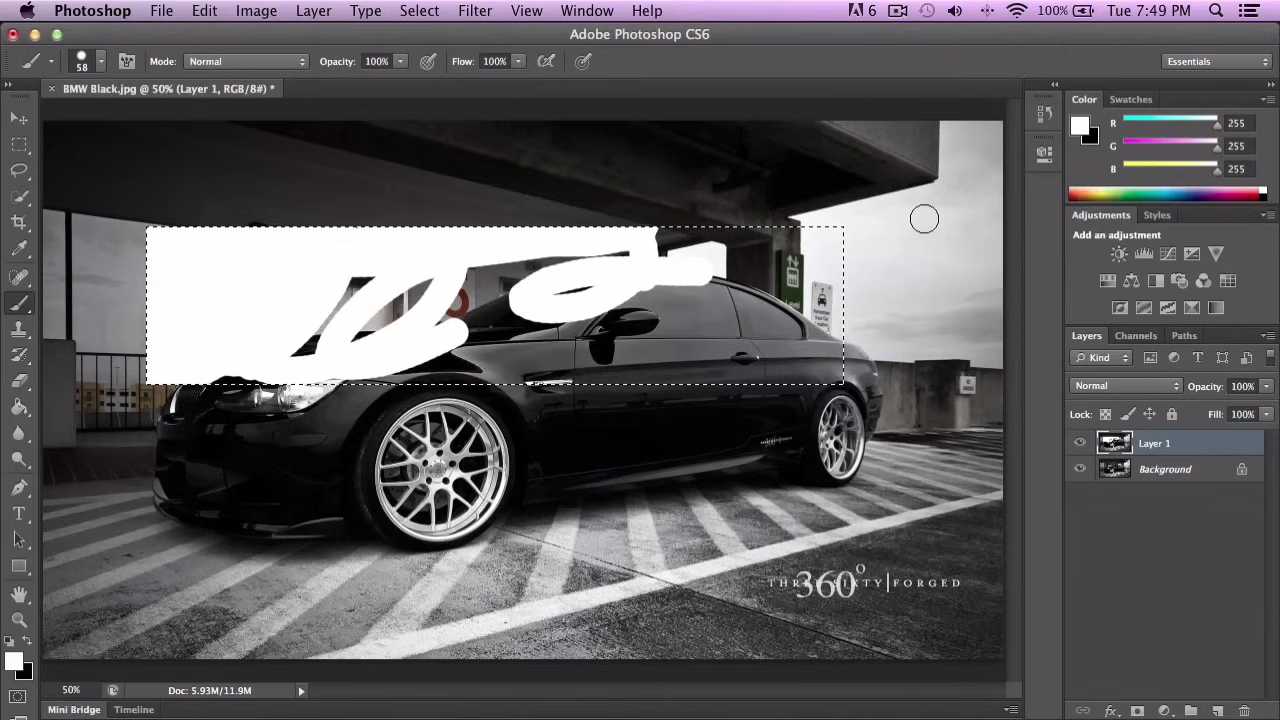 Photoshop File Edit Image Layer Type Select Filter View Window Help 6 100% Tue 7:49 PM
Adobe Photoshop CS6
58 Mode: Normal Opacity: 100% Flow: 100% Essentials
BMW Black.jpg @ 50% (Layer 1, RGB/8#) *
Color Swatches
R 255
G 255
B 255
Adjustments Styles
Add an adjustment
Layers Channels Paths
Kind
Normal Opacity: 100%
Lock: Fill: 100%
Layer 1
Background
THREE SIXTY FORGED
360°
50% Doc: 5.93M/11.9M
Mini Bridge Timeline